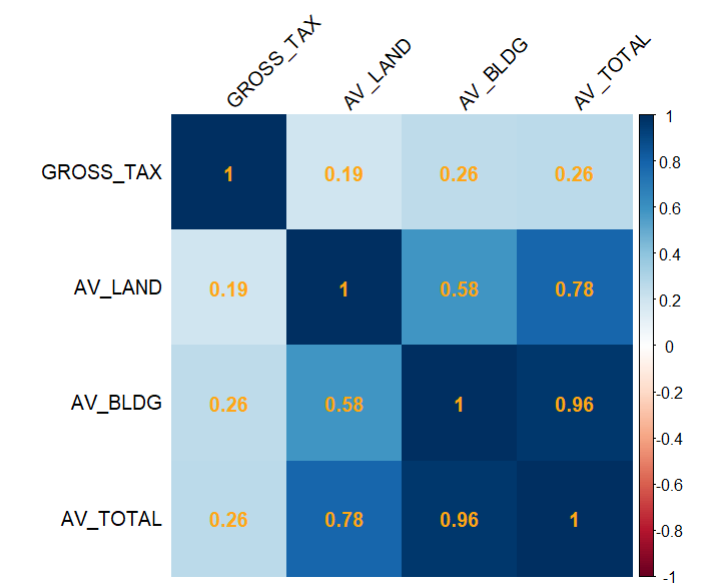 GROSS_TAX AV_LAND AV_BLDG AV_TOTAL
GROSS_TAX 1 0.19 0.26 0.26
AV_LAND 0.19 1 0.58 0.78
AV_BLDG 0.26 0.58 1 0.96
AV_TOTAL 0.26 0.78 0.96 1
1
0.8
0.6
0.4
0.2
0
-0.2
-0.4
-0.6
-0.8
-1